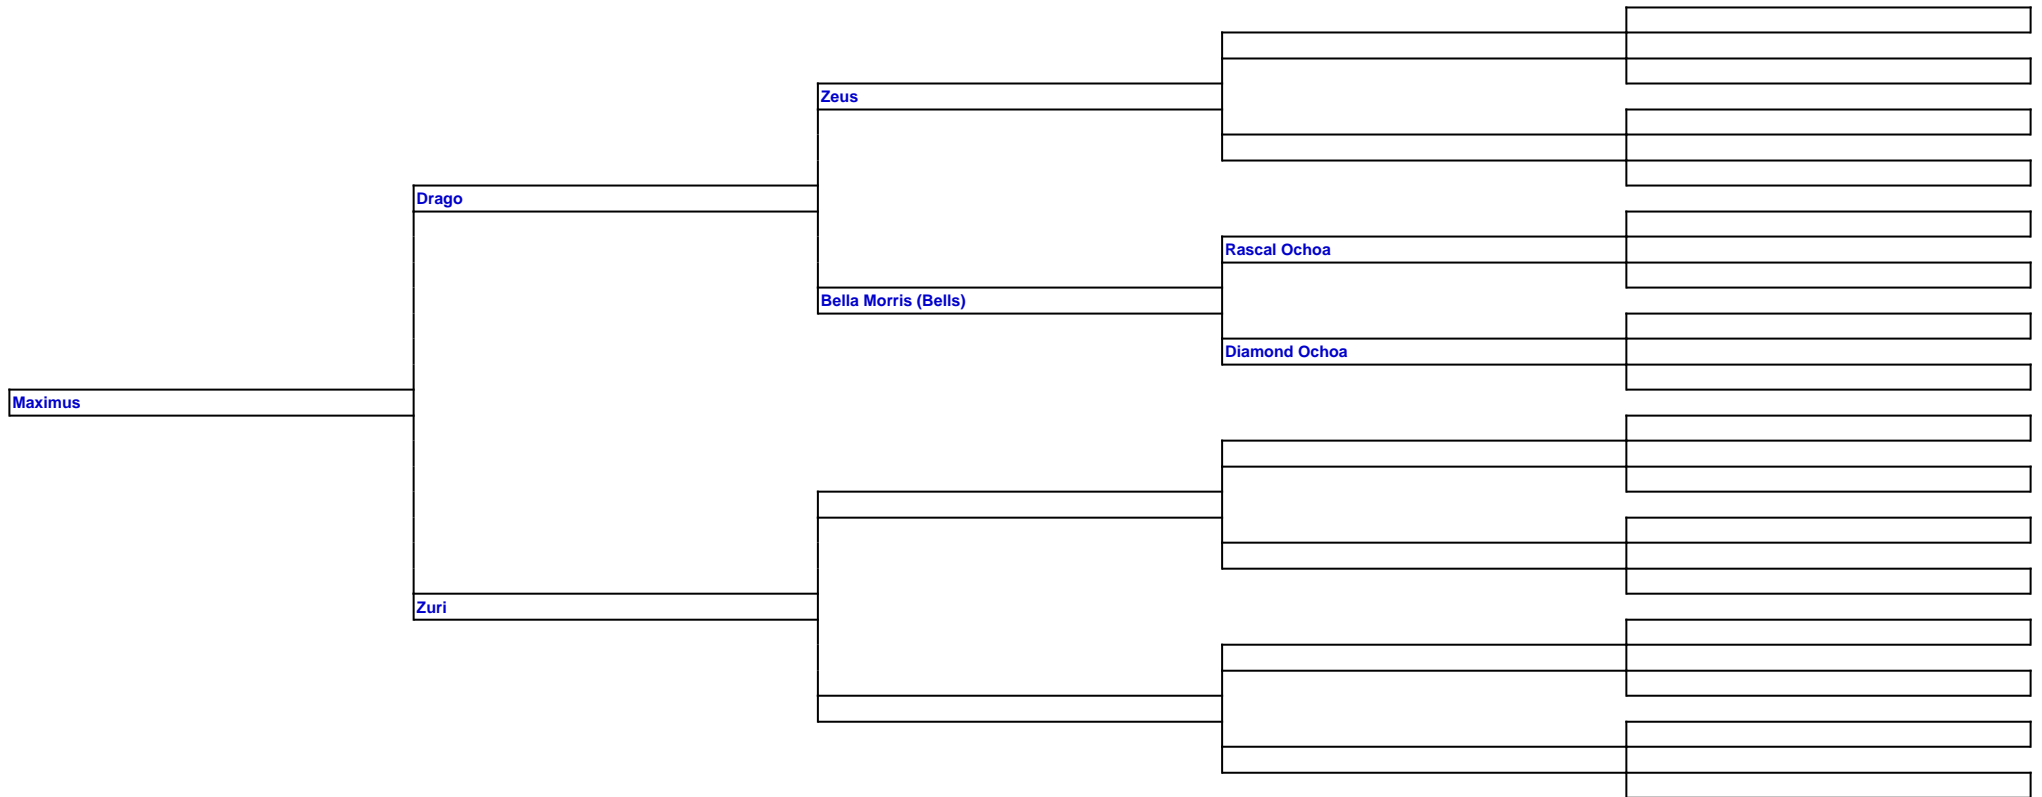 Zeus
Drago
Rascal Ochoa
Bella Morris (Bells)
Diamond Ochoa
Maximus
Zuri